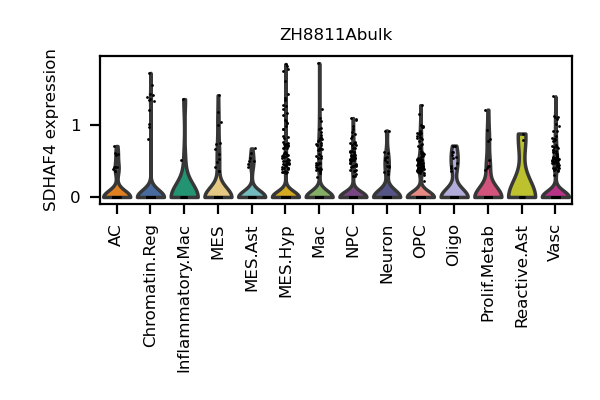 ZH8811Abulk
SDHAF4 expression
1
0
AC
Chromatin.Reg
Inflammatory.Mac
MES
MES.Ast
MES.Hyp
Mac
NPC
Neuron
OPC
Oligo
Prolif.Metab
Reactive.Ast
Vasc